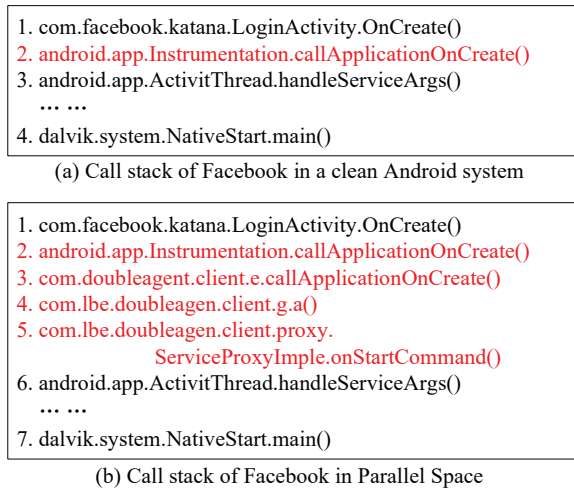 1. com.facebook.katana.LoginActivity.OnCreate()
2. android.app.Instrumentation.callApplicationOnCreate()
3. android.app.ActivitThread.handleServiceArgs()
... ...
4. dalvik.system.NativeStart.main()
(a) Call stack of Facebook in a clean Android system
1. com.facebook.katana.LoginActivity.OnCreate()
2. android.app.Instrumentation.callApplicationOnCreate()
3. com.doubleagent.client.e.callApplicationOnCreate()
4. com.lbe.doubleagen.client.g.a()
5. com.lbe.doubleagen.client.proxy.
ServiceProxyImple.onStartCommand()
6. android.app.ActivitThread.handleServiceArgs()
... ...
7. dalvik.system.NativeStart.main()
(b) Call stack of Facebook in Parallel Space